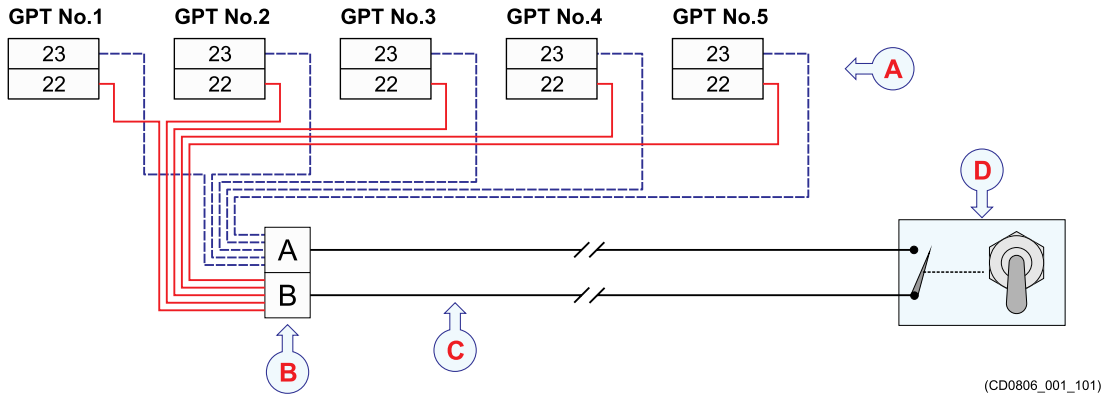 GPT No.1 GPT No.2 GPT No.3 GPT No.4 GPT No.5
23 23 23 23 23
22 22 22 22 22
A
D
A
B
C
B
(CD0806_001_101)